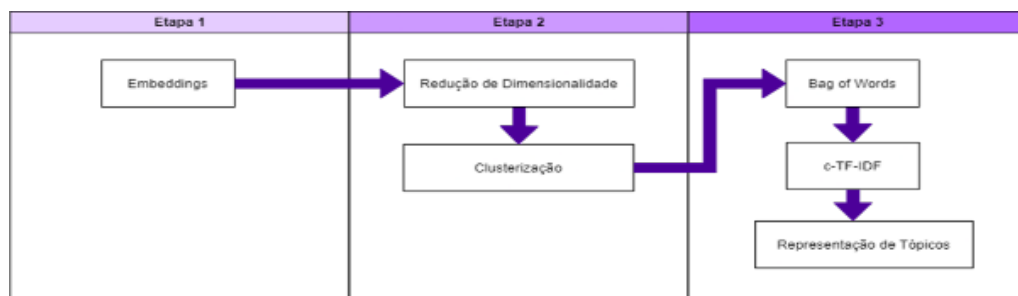 Etapa 1
Etapa 2
Etapa 3
Embeddings
Redução de Dimensionalidade
Clusterização
Bag of Words
c-TF-IDF
Representação de Tópicos